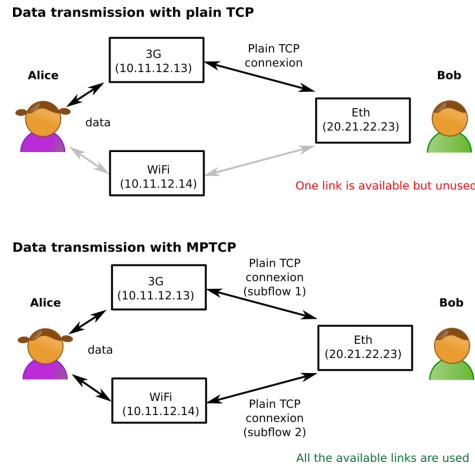 Data transmission with plain TCP
3G
(10.11.12.13)
Plain TCP
connexion
Alice
Bob
data
Eth
(20.21.22.23)
WiFi
(10.11.12.14)
One link is available but unused
Data transmission with MPTCP
Plain TCP
connexion
(subflow 1)
3G
(10.11.12.13)
Alice
Bob
data
Eth
(20.21.22.23)
WiFi
(10.11.12.14)
Plain TCP
connexion
(subflow 2)
All the available links are used